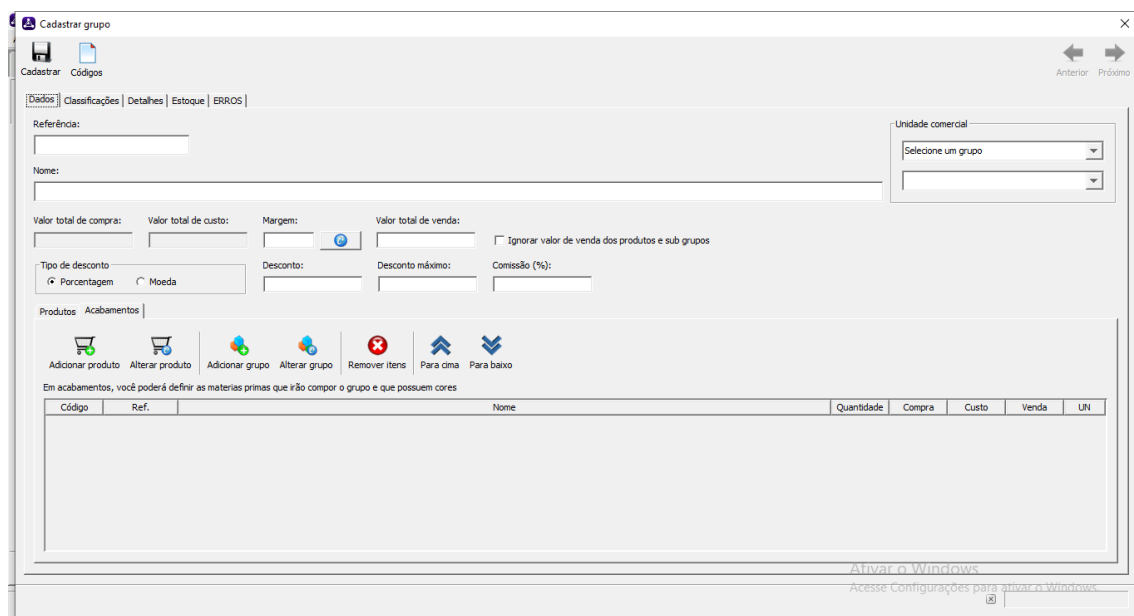 Cadastrar grupo
Cadastrar Códigos
Anterior Próximo
Dados Classificações Detalhes Estoque ERROS
Referência:
Unidade comercial
Selecione um grupo
Nome:
Valor total de compra: Valor total de custo: Margem: Valor total de venda:
Ignorar valor de venda dos produtos e sub grupos
Tipo de desconto Desconto: Desconto máximo: Comissão (%):
Porcentagem Moeda
Produtos Acabamentos
Adicionar produto Alterar produto Adicionar grupo Alterar grupo Remover itens Para cima Para baixo
Em acabamentos, você poderá definir as materias primas que irão compor o grupo e que possuem cores
Código Ref. Nome Quantidade Compra Custo Venda UN
Ativar o Windows
Acesse Configurações para ativar o Windows.